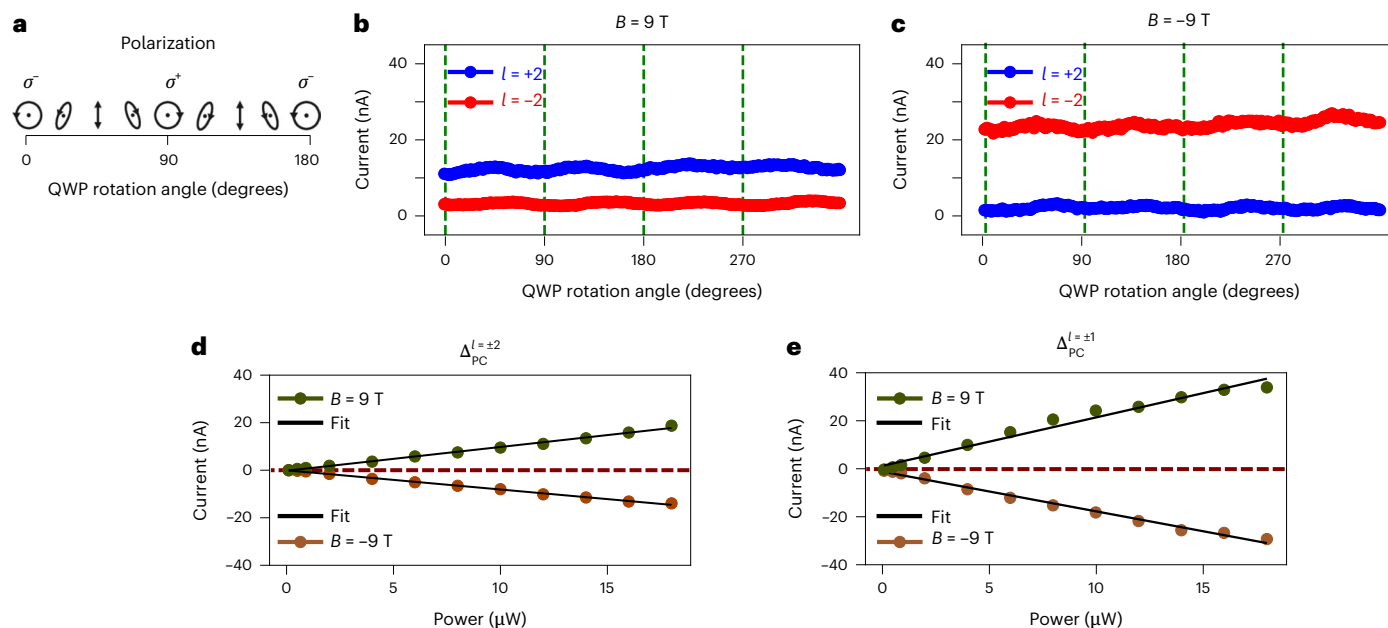 a
Polarization
σ⁻ σ⁺ σ⁻
0 90 180
QWP rotation angle (degrees)
b
B = 9 T
Current (nA)
40
20
0
l = +2
l = −2
0 90 180 270
QWP rotation angle (degrees)
c
B = −9 T
Current (nA)
40
20
0
l = +2
l = −2
0 90 180 270
QWP rotation angle (degrees)
d
Δ_PC^{l = ±2}
Current (nA)
40
20
0
−20
−40
B = 9 T
Fit
Fit
B = −9 T
0 5 10 15
Power (μW)
e
Δ_PC^{l = ±1}
Current (nA)
40
20
0
−20
−40
B = 9 T
Fit
Fit
B = −9 T
0 5 10 15
Power (μW)